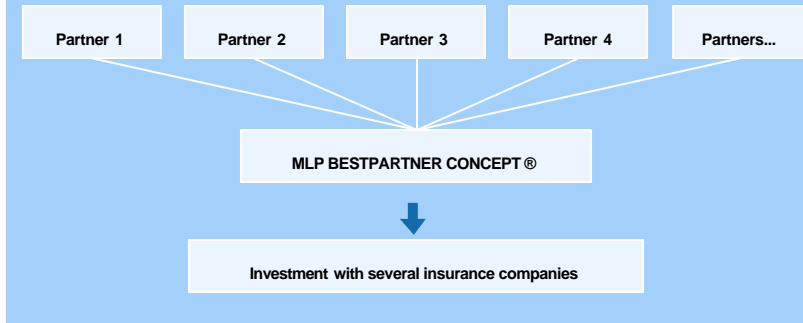 Partner 1
Partner 2
Partner 3
Partner 4
Partners...
MLP BESTPARTNER CONCEPT ®
Investment with several insurance companies